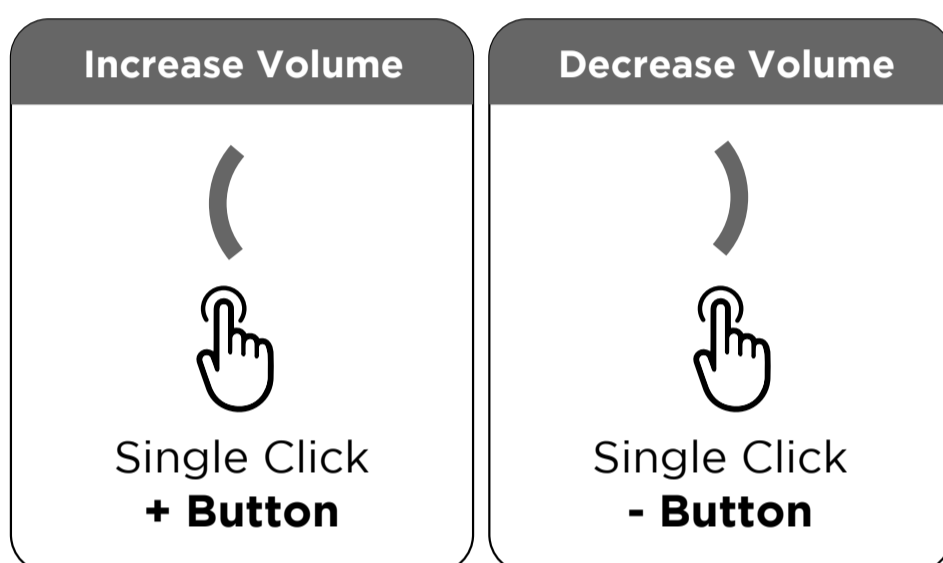 Increase Volume
Single Click
+ Button
Decrease Volume
Single Click
- Button